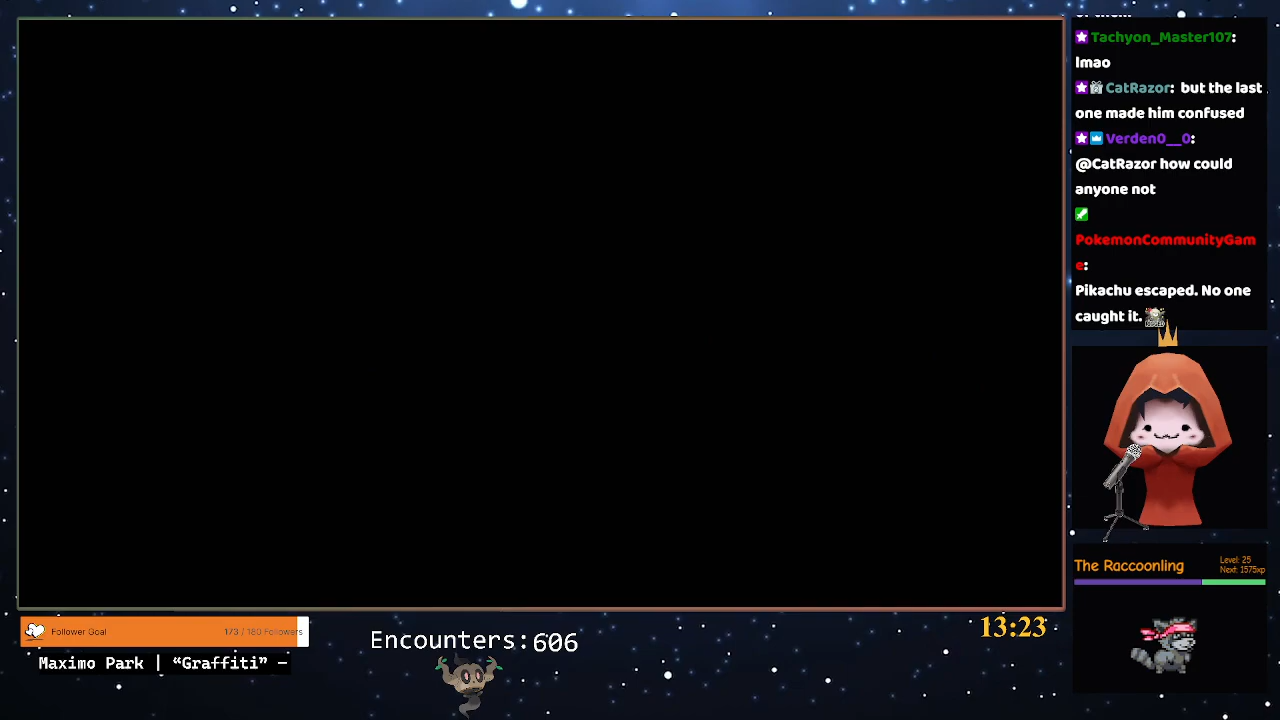 Tachyon_Master107:
lmao
CatRazor: but the last
one made him confused
Verden0__0:
@CatRazor how could
anyone not
PokemonCommunityGam
e:
Pikachu escaped. No one
caught it.
The Raccoonling
Level: 25
Next: 1575xp
Follower Goal
173 / 180 Followers
Maximo Park | “Graffiti” –
Encounters:606
13:23